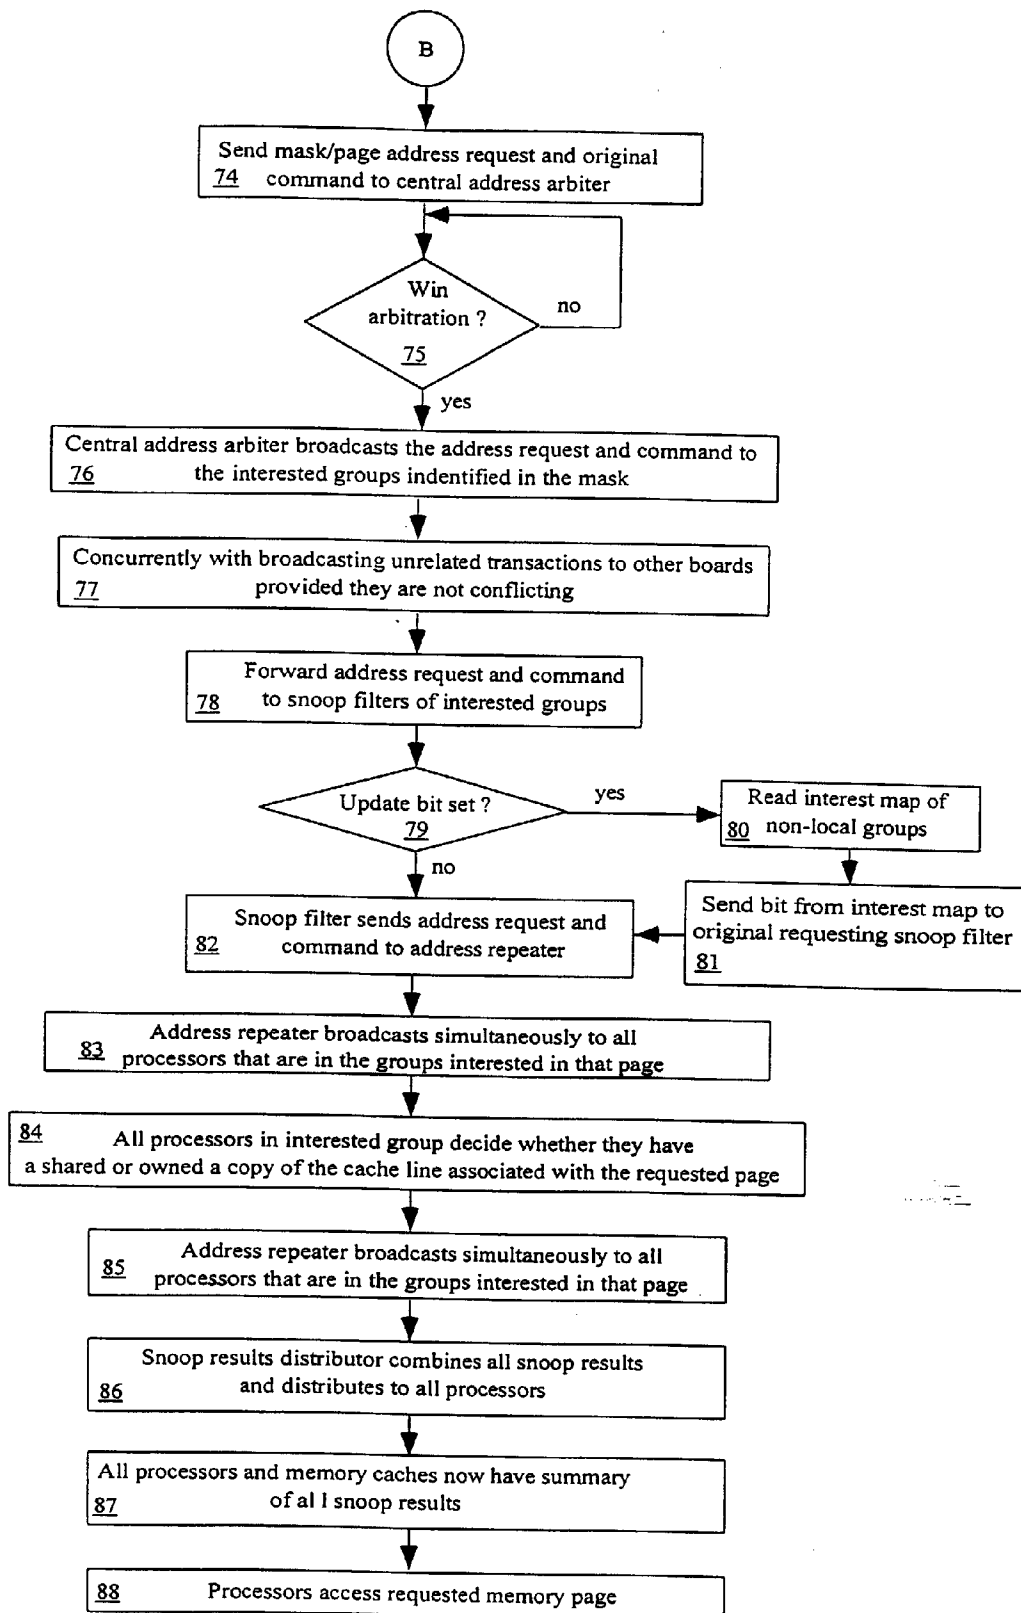 B
Send mask/page address request and original
74 command to central address arbiter
Win
arbitration ?
75
no
yes
Central address arbiter broadcasts the address request and command to
76 the interested groups indentified in the mask
Concurrently with broadcasting unrelated transactions to other boards
77 provided they are not conflicting
Forward address request and command
78 to snoop filters of interested groups
Update bit set ?
79
yes
no
Read interest map of
80 non-local groups
Send bit from interest map to
original requesting snoop filter
81
Snoop filter sends address request and
82 command to address repeater
Address repeater broadcasts simultaneously to all
83 processors that are in the groups interested in that page
84 All processors in interested group decide whether they have
a shared or owned a copy of the cache line associated with the requested page
Address repeater broadcasts simultaneously to all
85 processors that are in the groups interested in that page
Snoop results distributor combines all snoop results
86 and distributes to all processors
All processors and memory caches now have summary
87 of al l snoop results
88 Processors access requested memory page